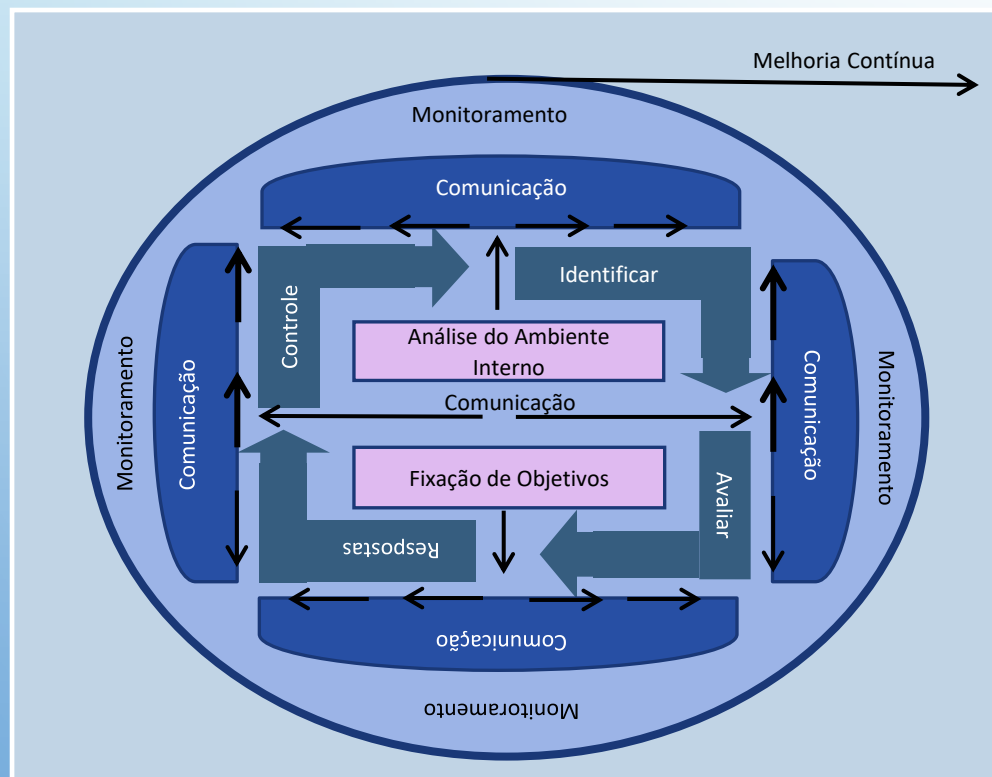 Melhoria Contínua
Monitoramento
Comunicação
Identificar
Controle
Análise do Ambiente
Interno
Comunicação
Monitoramento
Comunicação
Comunicação
Monitoramento
Fixação de Objetivos
Avaliar
Respostas
Comunicação
Monitoramento